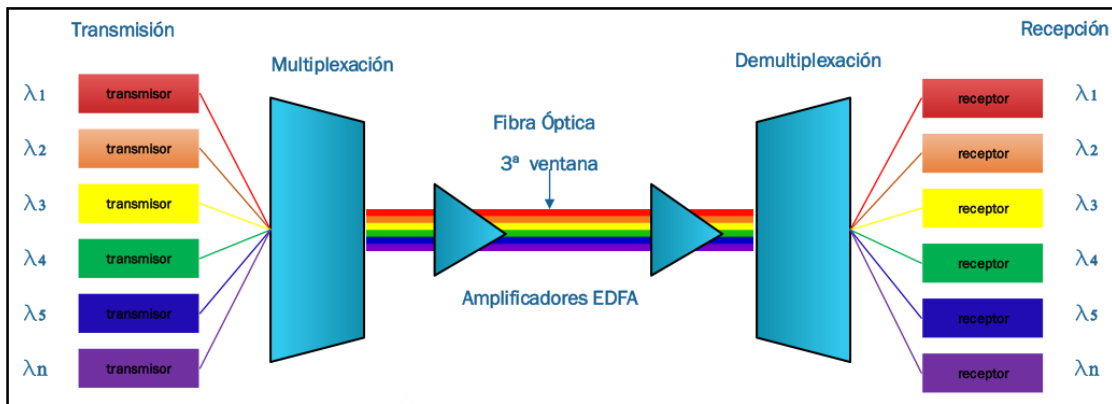 Transmisión
Recepción
Multiplexación
Demultiplexación
λ1
transmisor
receptor
λ1
Fibra Óptica
λ2
transmisor
receptor
λ2
3ª ventana
λ3
transmisor
receptor
λ3
λ4
transmisor
receptor
λ4
Amplificadores EDFA
λ5
transmisor
receptor
λ5
λn
transmisor
receptor
λn